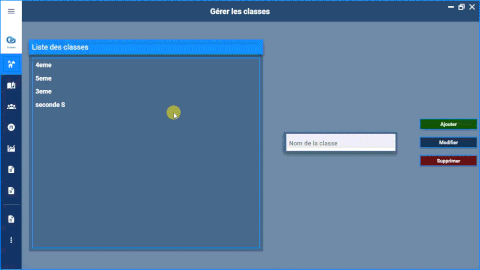 Gérer les classes
Liste des classes
4eme
5eme
3eme
seconde S
Nom de la classe
Ajouter
Modifier
Supprimer